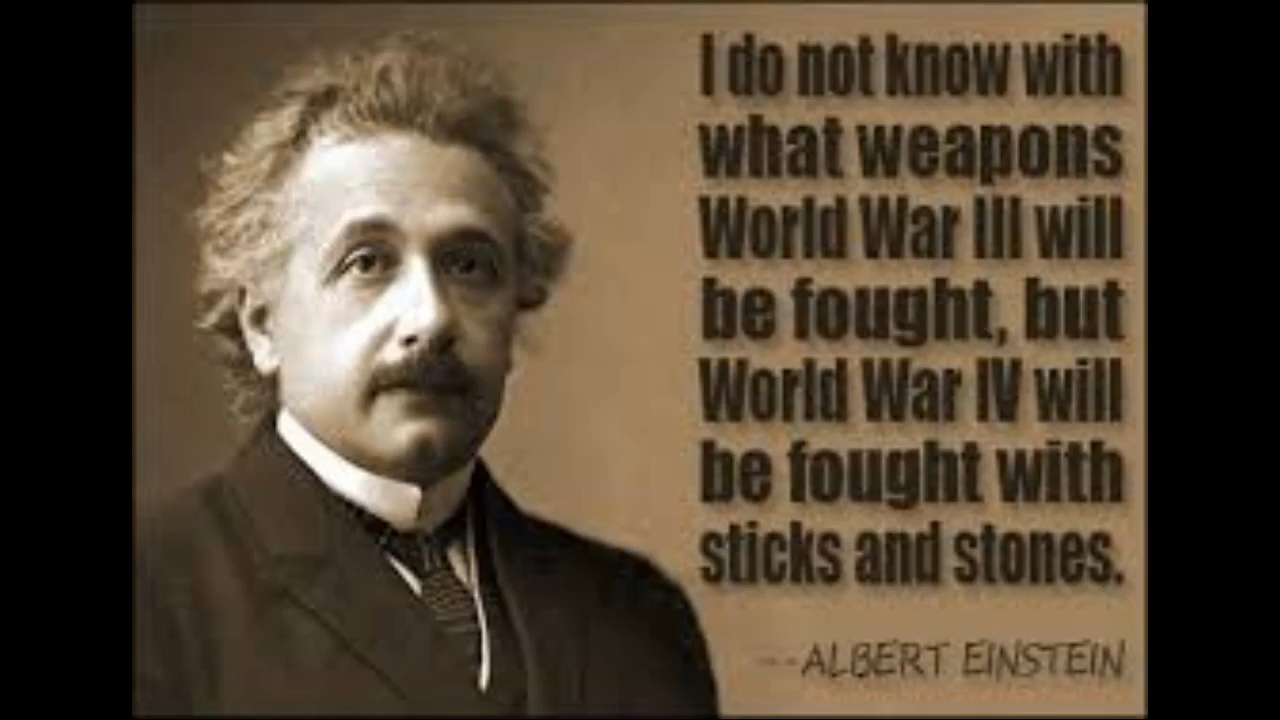 I do not know with
what weapons
World War III will
be fought, but
World War IV will
be fought with
sticks and stones.
---ALBERT EINSTEIN